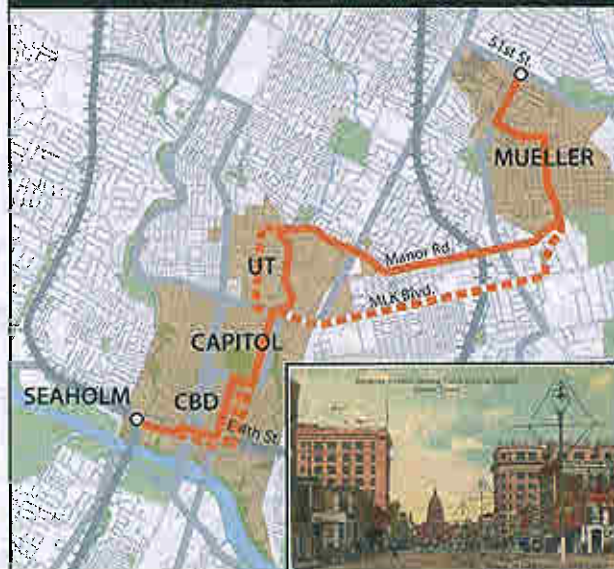 51st St.
MUELLER
Manor Rd.
UT
MLK Blvd.
CAPITOL
SEAHOLM
CBD
E 4th St